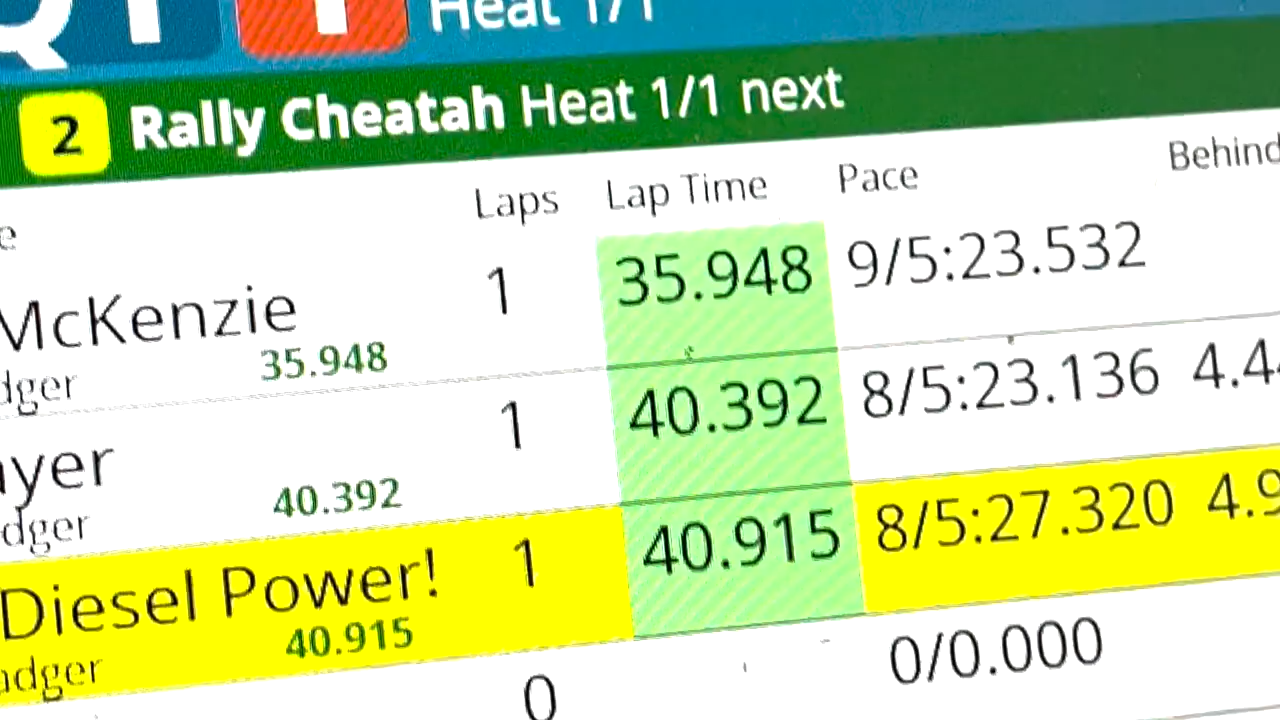 Heat 1/1
2 Rally Cheatah Heat 1/1 next
Laps Lap Time Pace Behind
McKenzie 1 35.948 9/5:23.532
35.948
1 40.392 8/5:23.136
40.392
Diesel Power! 1 40.915 8/5:27.320
40.915
0 0/0.000